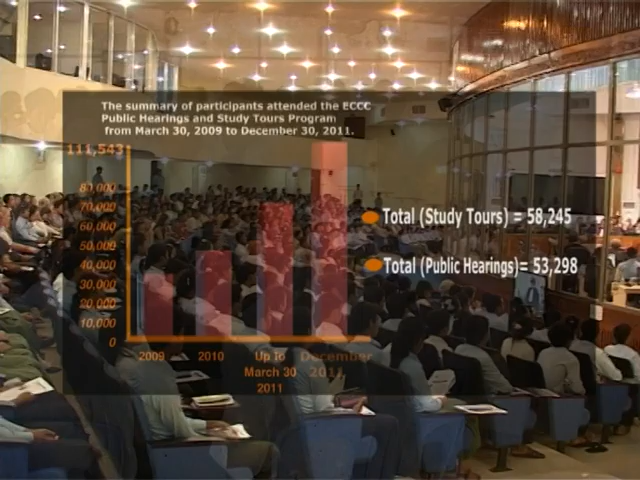 The summary of participants attended the ECCC
Public Hearings and Study Tours Program
from March 30, 2009 to December 30, 2011.
111,543
80,000
70,000
60,000
50,000
40,000
30,000
20,000
10,000
0
Total (Study Tours) = 58,245
Total (Public Hearings)= 53,298
2009
2010
Up to
March 30
2011
December
2011